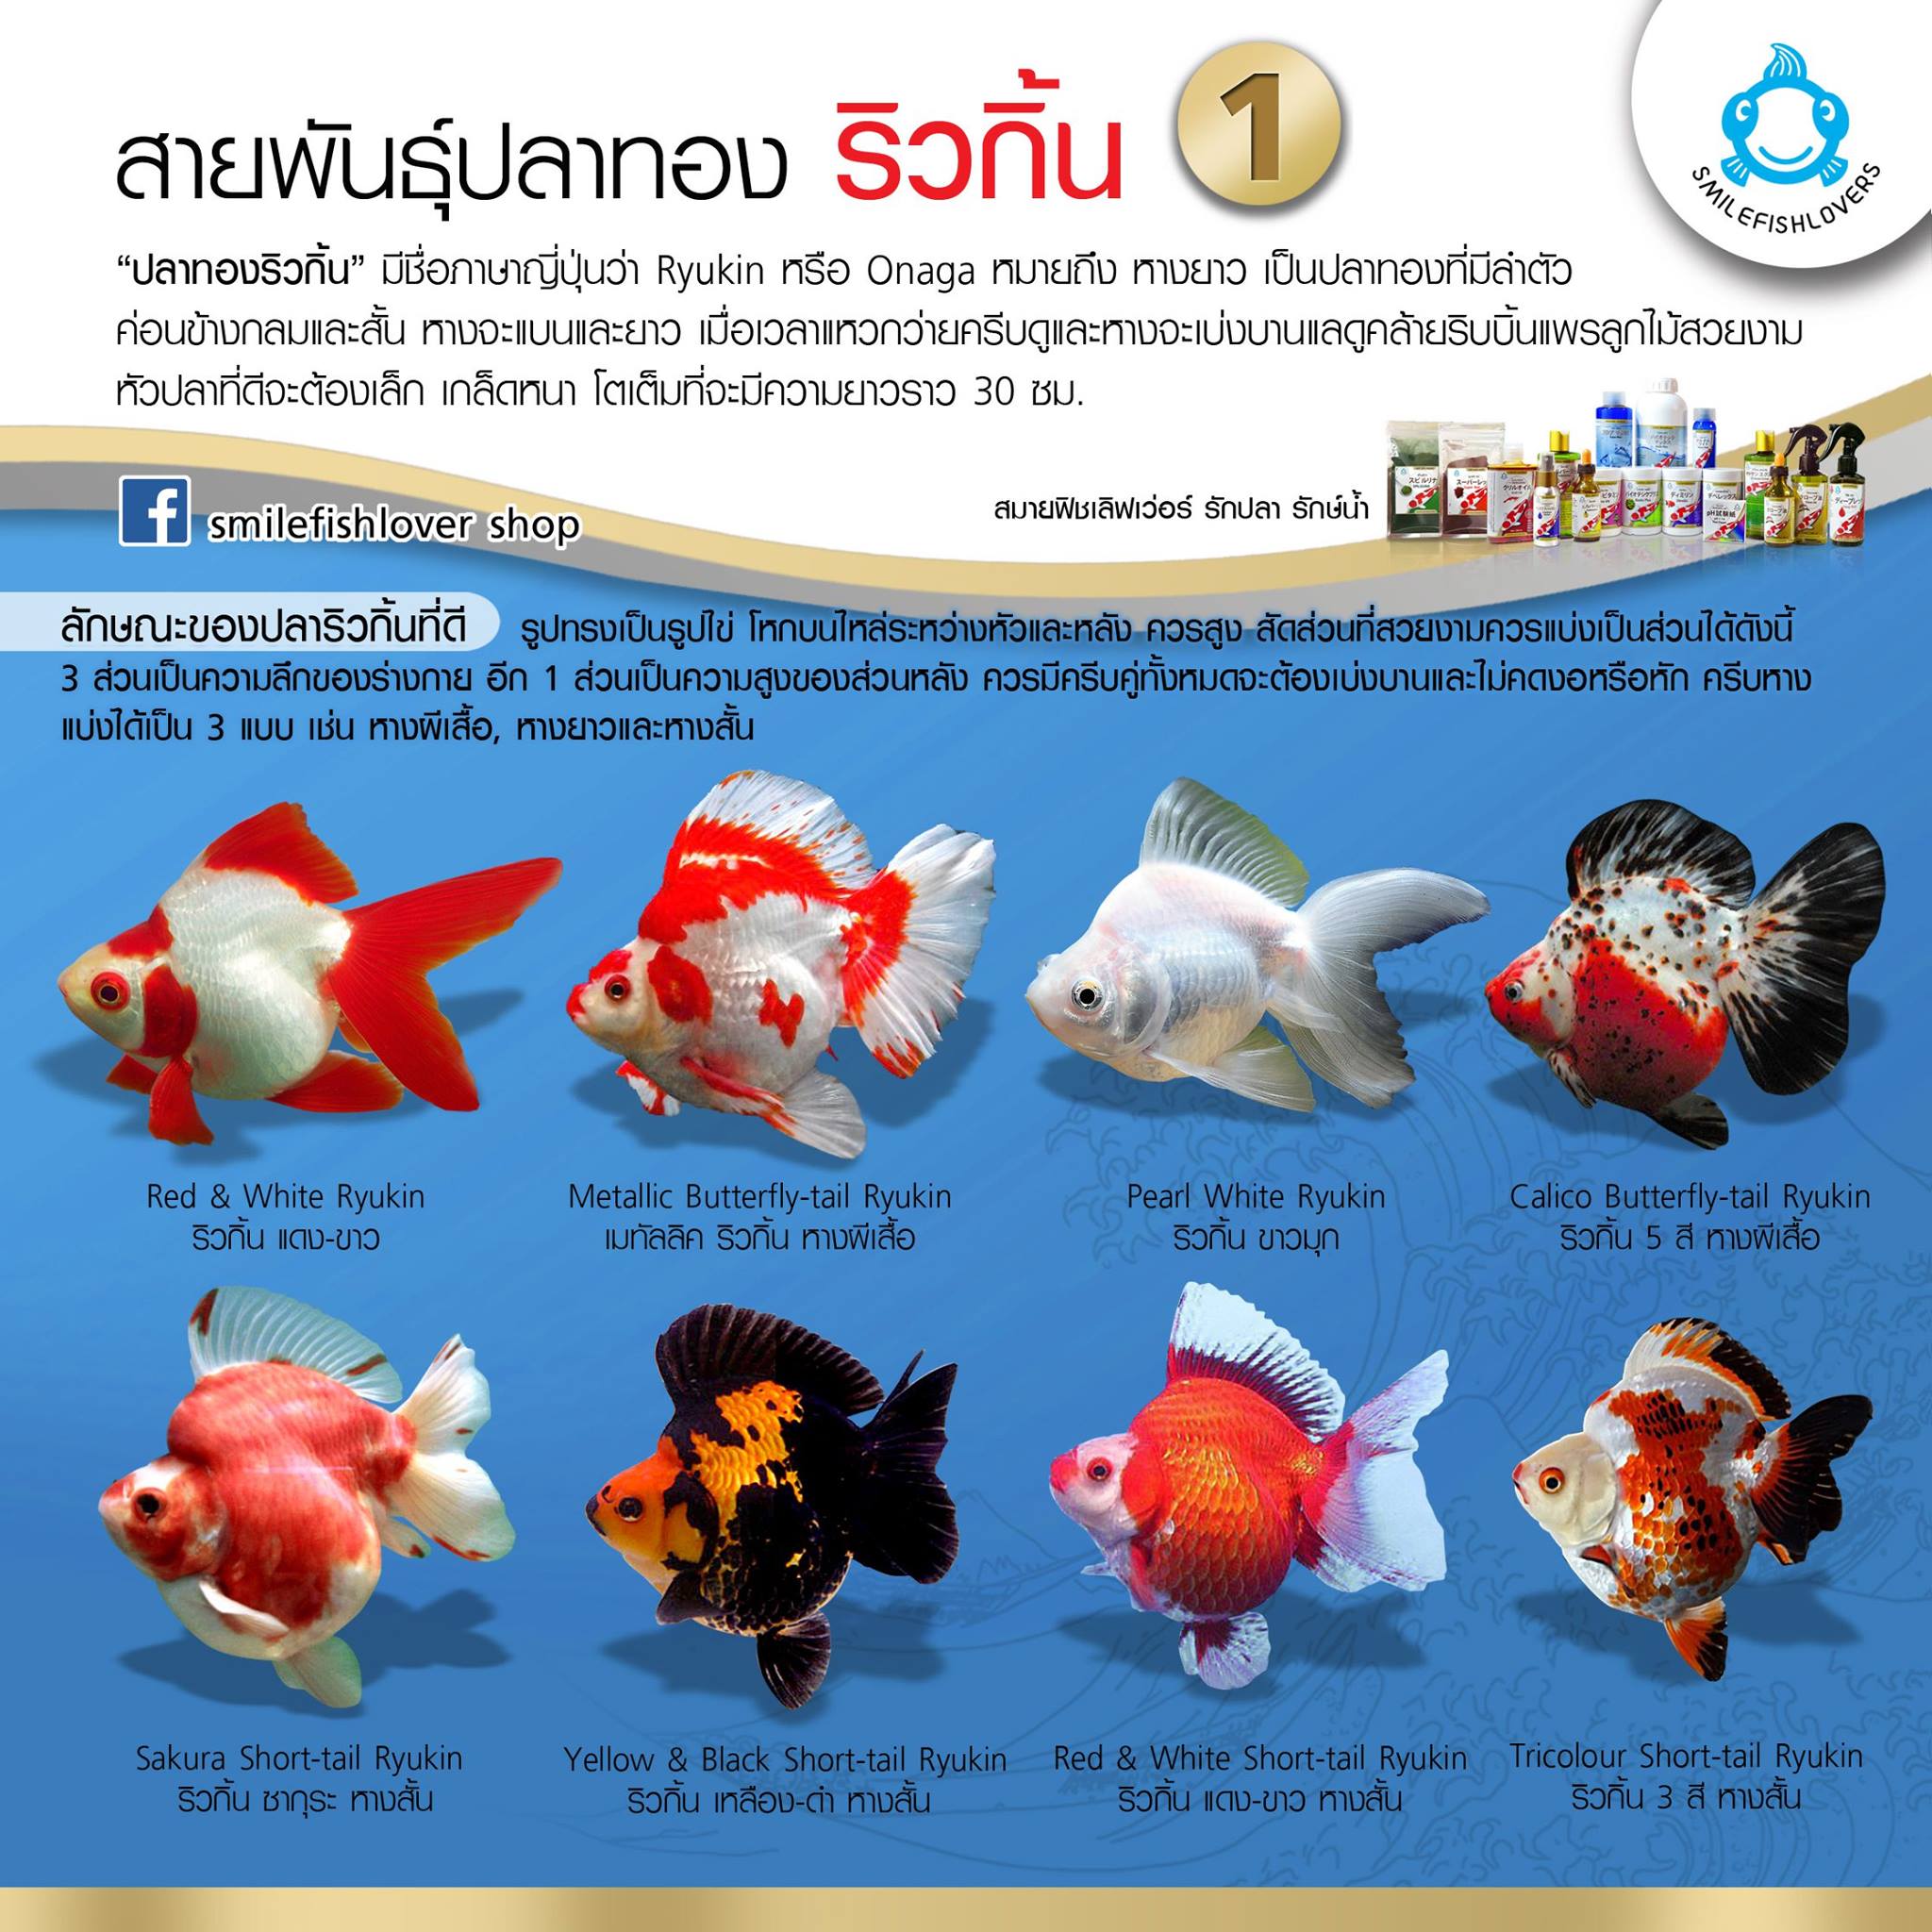 สายพันธุ์ปลาทอง ริวกิ้น 1
SMILEFISHLOVERS
“ปลาทองริวกิ้น” มีชื่อภาษาญี่ปุ่นว่า Ryukin หรือ Onaga หมายถึง หางยาว เป็นปลาทองที่มีลำตัว
ค่อนข้างกลมและสั้น หางจะแบนและยาว เมื่อเวลาแหวกว่ายครีบดูและหางจะเบ่งบานแลดูคล้ายริบบิ้นแพรลูกไม้สวยงาม
หัวปลาที่ดีจะต้องเล็ก เกล็ดหนา โตเต็มที่จะมีความยาวราว 30 ซม.
f smilefishlover shop
สมายฟิชเลิฟเว่อร์ รักปลา รักษ์น้ำ
ลักษณะของปลาริวกิ้นที่ดี รูปทรงเป็นรูปไข่ โหกบนไหล่ระหว่างหัวและหลัง ควรสูง สัดส่วนที่สวยงามควรแบ่งเป็นส่วนได้ดังนี้
3 ส่วนเป็นความลึกของร่างกาย อีก 1 ส่วนเป็นความสูงของส่วนหลัง ควรมีครีบคู่ทั้งหมดจะต้องเบ่งบานและไม่คดงอหรือหัก ครีบหาง
แบ่งได้เป็น 3 แบบ เช่น หางผีเสื้อ, หางยาวและหางสั้น
Red & White Ryukin
ริวกิ้น แดง-ขาว
Metallic Butterfly-tail Ryukin
เมทัลลิค ริวกิ้น หางผีเสื้อ
Pearl White Ryukin
ริวกิ้น ขาวมุก
Calico Butterfly-tail Ryukin
ริวกิ้น 5 สี หางผีเสื้อ
Sakura Short-tail Ryukin
ริวกิ้น ซากุระ หางสั้น
Yellow & Black Short-tail Ryukin
ริวกิ้น เหลือง-ดำ หางสั้น
Red & White Short-tail Ryukin
ริวกิ้น แดง-ขาว หางสั้น
Tricolour Short-tail Ryukin
ริวกิ้น 3 สี หางสั้น